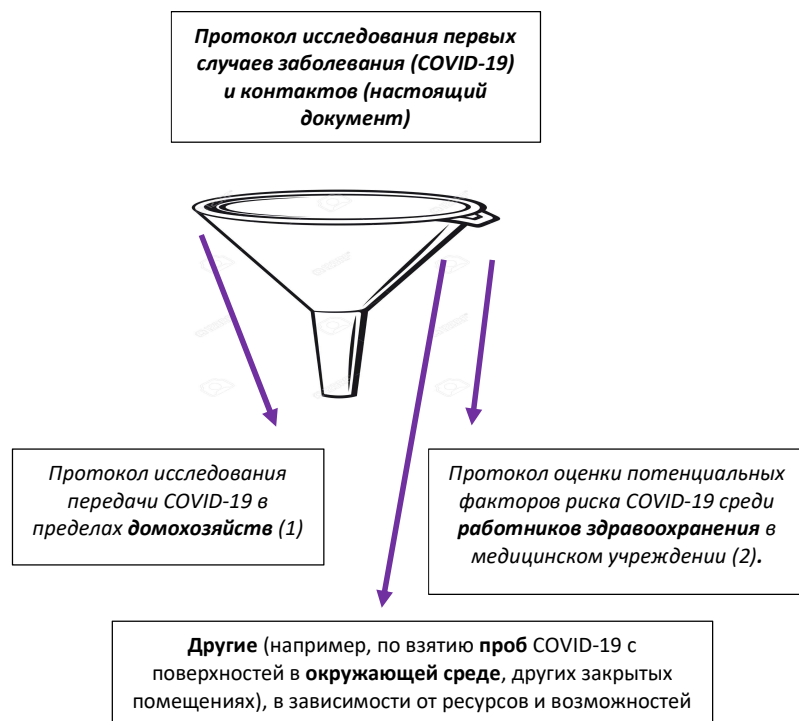 Протокол исследования первых
случаев заболевания (COVID-19)
и контактов (настоящий
документ)
Протокол исследования
передачи COVID-19 в
пределах домохозяйств (1)
Протокол оценки потенциальных
факторов риска COVID-19 среди
работников здравоохранения в
медицинском учреждении (2).
Другие (например, по взятию проб COVID-19 с
поверхностей в окружающей среде, других закрытых
помещениях), в зависимости от ресурсов и возможностей